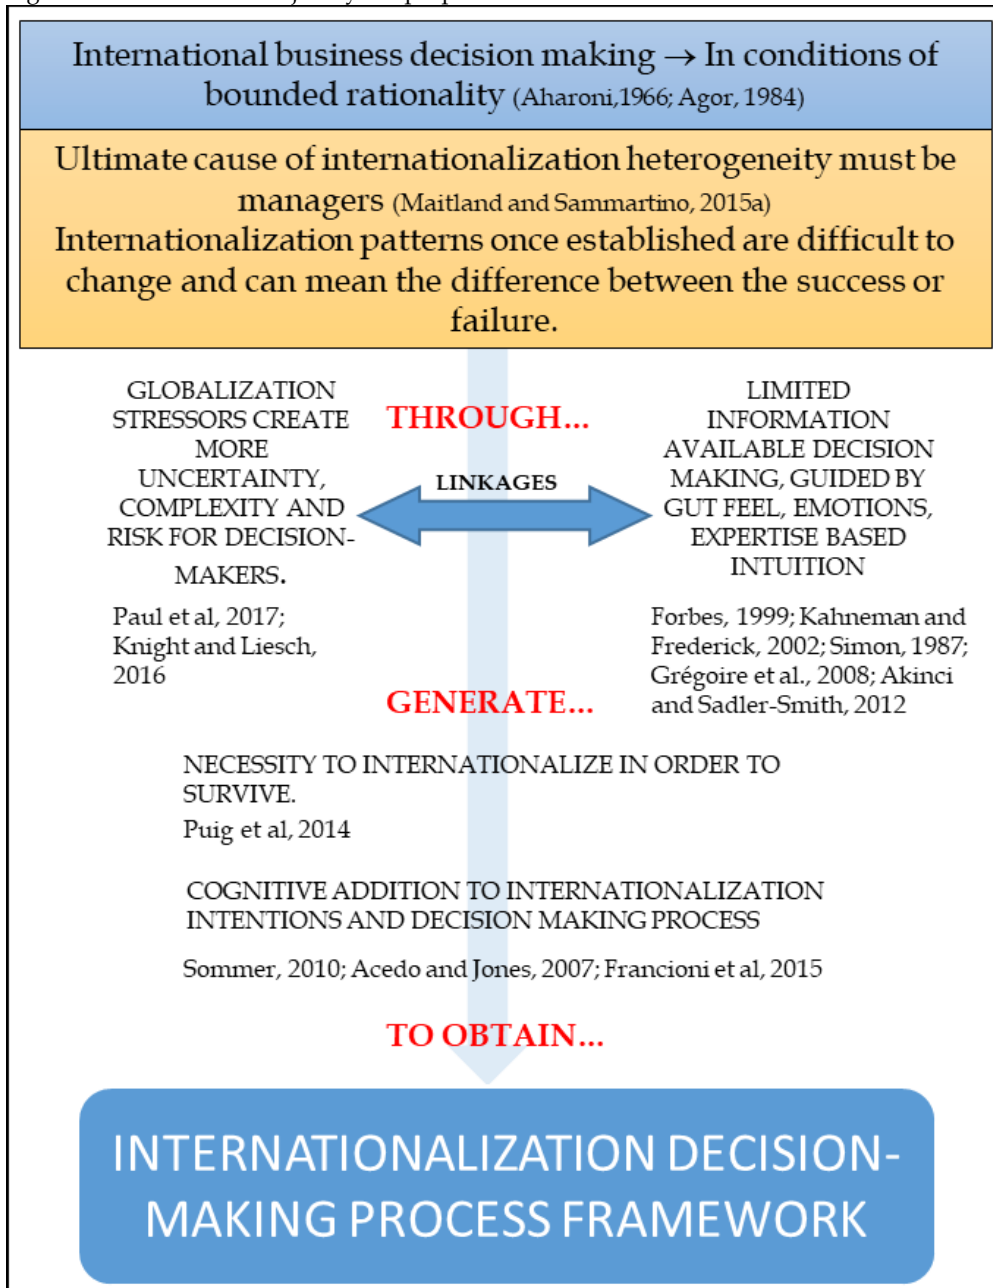 International business decision making → In conditions of
bounded rationality (Aharoni,1966; Agor, 1984)
Ultimate cause of internationalization heterogeneity must be
managers (Maitland and Sammartino, 2015a)
Internationalization patterns once established are difficult to
change and can mean the difference between the success or
failure.
THROUGH...
GLOBALIZATION
STRESSORS CREATE
MORE
UNCERTAINTY,
COMPLEXITY AND
RISK FOR DECISION-
MAKERS.
Paul et al, 2017;
Knight and Liesch,
2016
LINKAGES
LIMITED
INFORMATION
AVAILABLE DECISION
MAKING, GUIDED BY
GUT FEEL, EMOTIONS,
EXPERTISE BASED
INTUITION
Forbes, 1999; Kahneman and
Frederick, 2002; Simon, 1987;
Grégoire et al., 2008; Akinci
and Sadler-Smith, 2012
GENERATE...
NECESSITY TO INTERNATIONALIZE IN ORDER TO
SURVIVE.
Puig et al, 2014
COGNITIVE ADDITION TO INTERNATIONALIZATION
INTENTIONS AND DECISION MAKING PROCESS
Sommer, 2010; Acedo and Jones, 2007; Francioni et al, 2015
TO OBTAIN...
INTERNATIONALIZATION DECISION-
MAKING PROCESS FRAMEWORK